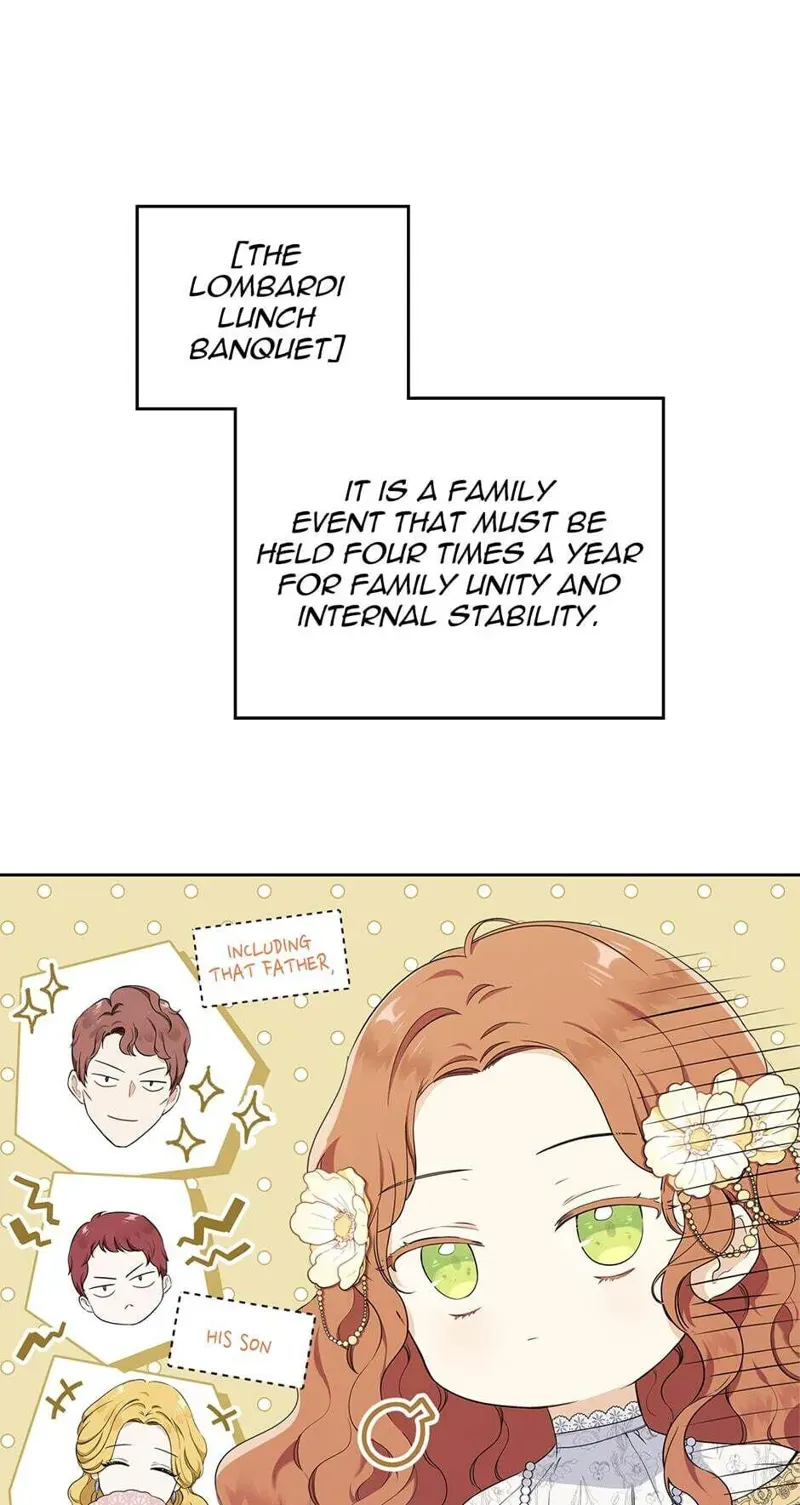 [THE
LOMBARDI
LUNCH
BANQUET]
IT IS A FAMILY
EVENT THAT MUST BE
HELD FOUR TIMES A YEAR
FOR FAMILY UNITY AND
INTERNAL STABILITY.
INCLUDING
THAT FATHER,
HIS SON